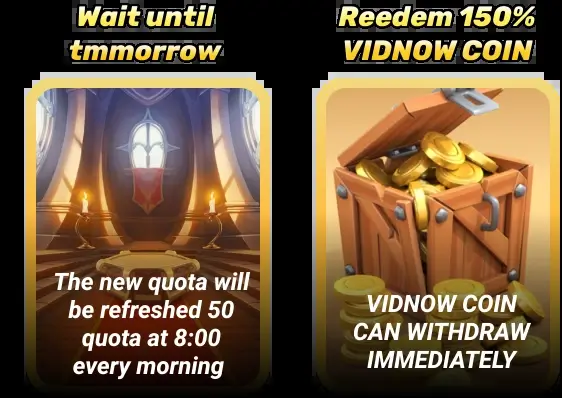 Wait until
tmmorrow
The new quota will
be refreshed 50
quota at 8:00
every morning
Reedem 150%
VIDNOW COIN
VIDNOW COIN
CAN WITHDRAW
IMMEDIATELY